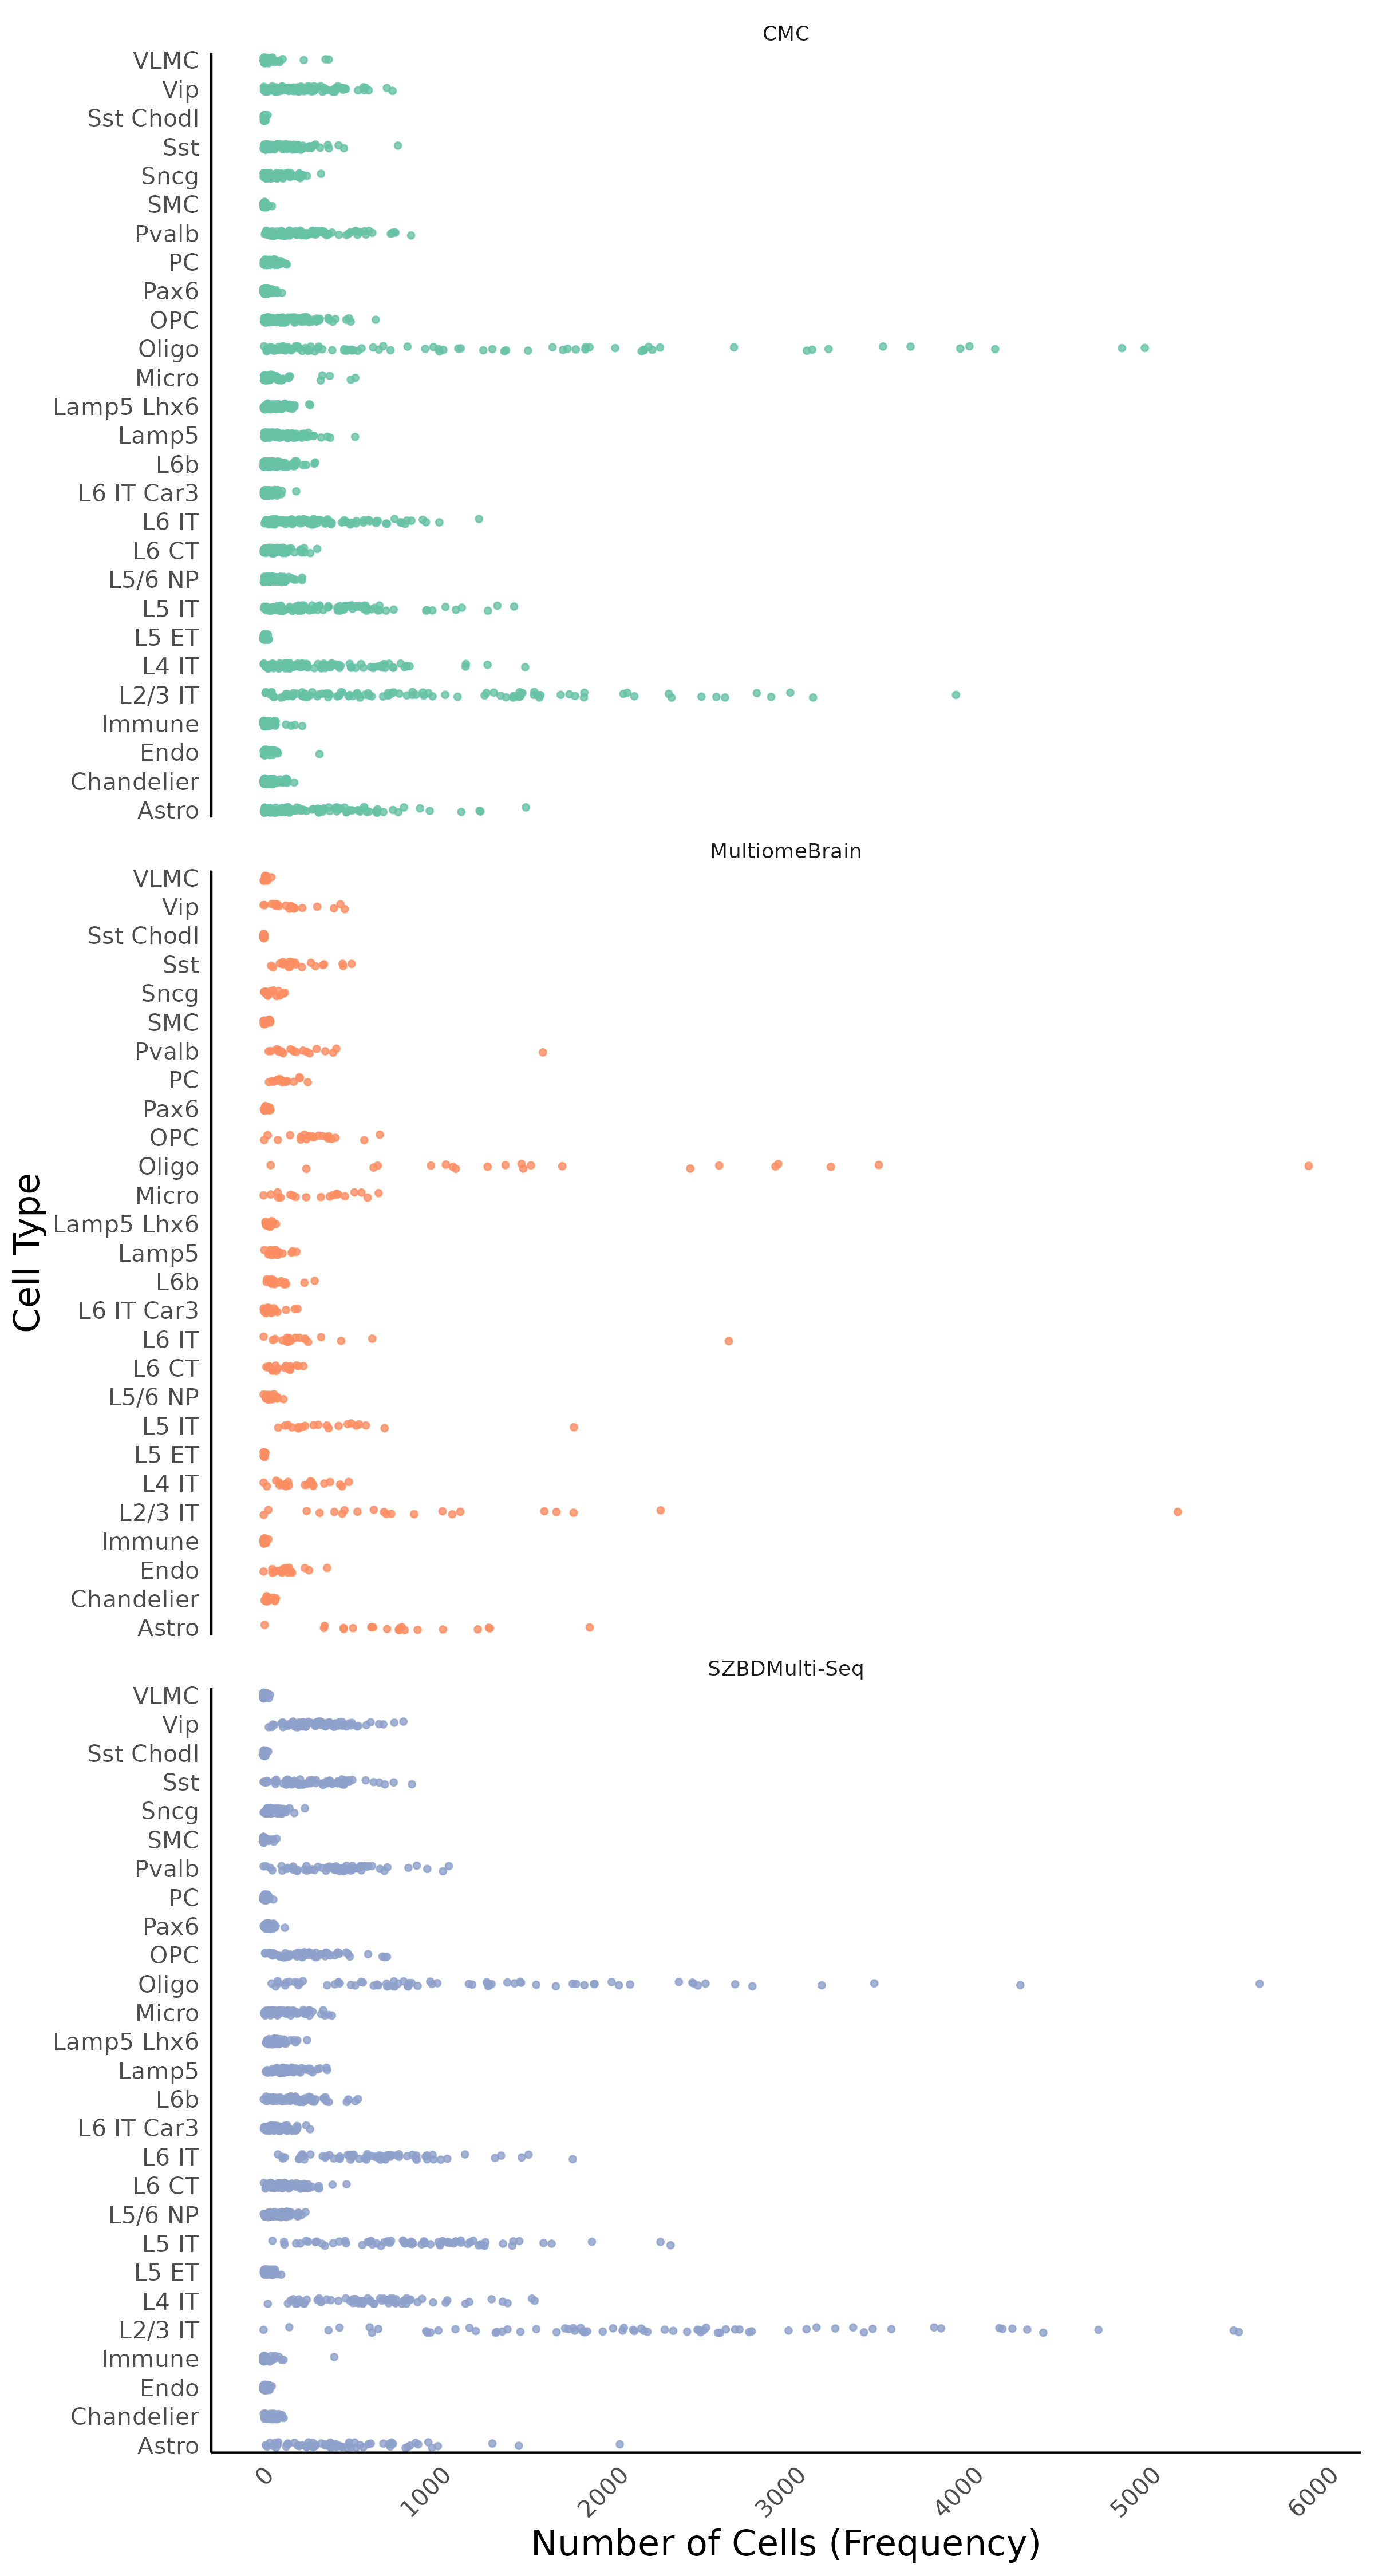 CMC
VLMC
Vip
Sst Chodl
Sst
Sncg
SMC
Pvalb
PC
Pax6
OPC
Oligo
Micro
Lamp5 Lhx6
Lamp5
L6b
L6 IT Car3
L6 IT
L6 CT
L5/6 NP
L5 IT
L5 ET
L4 IT
L2/3 IT
Immune
Endo
Chandelier
Astro
MultiomeBrain
VLMC
Vip
Sst Chodl
Sst
Sncg
SMC
Pvalb
PC
Pax6
OPC
Oligo
Micro
Lamp5 Lhx6
Lamp5
L6b
L6 IT Car3
L6 IT
L6 CT
L5/6 NP
L5 IT
L5 ET
L4 IT
L2/3 IT
Immune
Endo
Chandelier
Astro
Cell Type
SZBDMulti-Seq
VLMC
Vip
Sst Chodl
Sst
Sncg
SMC
Pvalb
PC
Pax6
OPC
Oligo
Micro
Lamp5 Lhx6
Lamp5
L6b
L6 IT Car3
L6 IT
L6 CT
L5/6 NP
L5 IT
L5 ET
L4 IT
L2/3 IT
Immune
Endo
Chandelier
Astro
0 1000 2000 3000 4000 5000 6000
Number of Cells (Frequency)